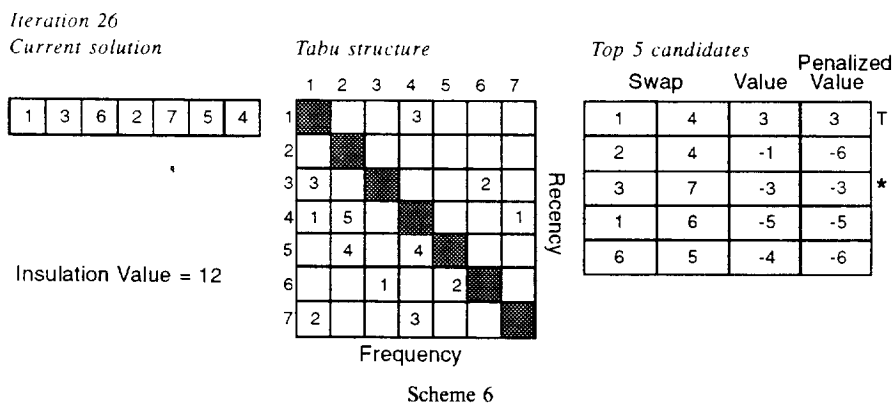 Iteration 26
Current solution
1 3 6 2 7 5 4
Insulation Value = 12
Tabu structure
1 2 3 4 5 6 7
1 3
2
3 3 2
4 1 5 1
5 4 4
6 1 2
7 2 3
Recency
Frequency
Top 5 candidates
Swap Value Penalized Value
1 4 3 3 T
2 4 -1 -6
3 7 -3 -3 *
1 6 -5 -5
6 5 -4 -6
Scheme 6